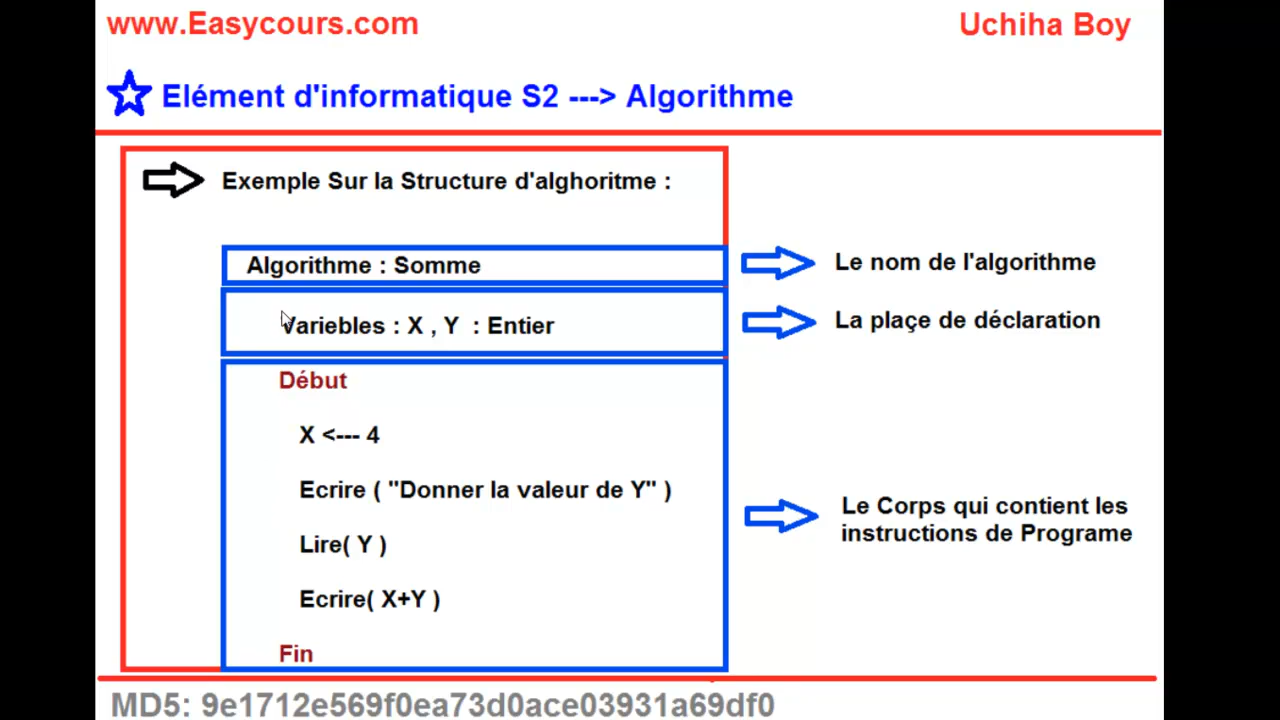 www.Easycours.com
Uchiha Boy
Elément d'informatique S2 ---> Algorithme
Exemple Sur la Structure d'alghoritme :
Algorithme : Somme
Le nom de l'algorithme
Variebles : X , Y : Entier
La plaçe de déclaration
Début
X <--- 4
Ecrire ( "Donner la valeur de Y" )
Lire( Y )
Ecrire( X+Y )
Fin
Le Corps qui contient les
instructions de Programe
MD5: 9e1712e569f0ea73d0ace03931a69df0